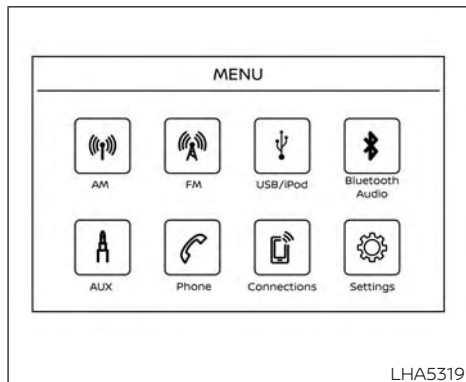 MENU
AM FM USB/iPod Bluetooth
Audio
AUX Phone Connections Settings
LHA5319